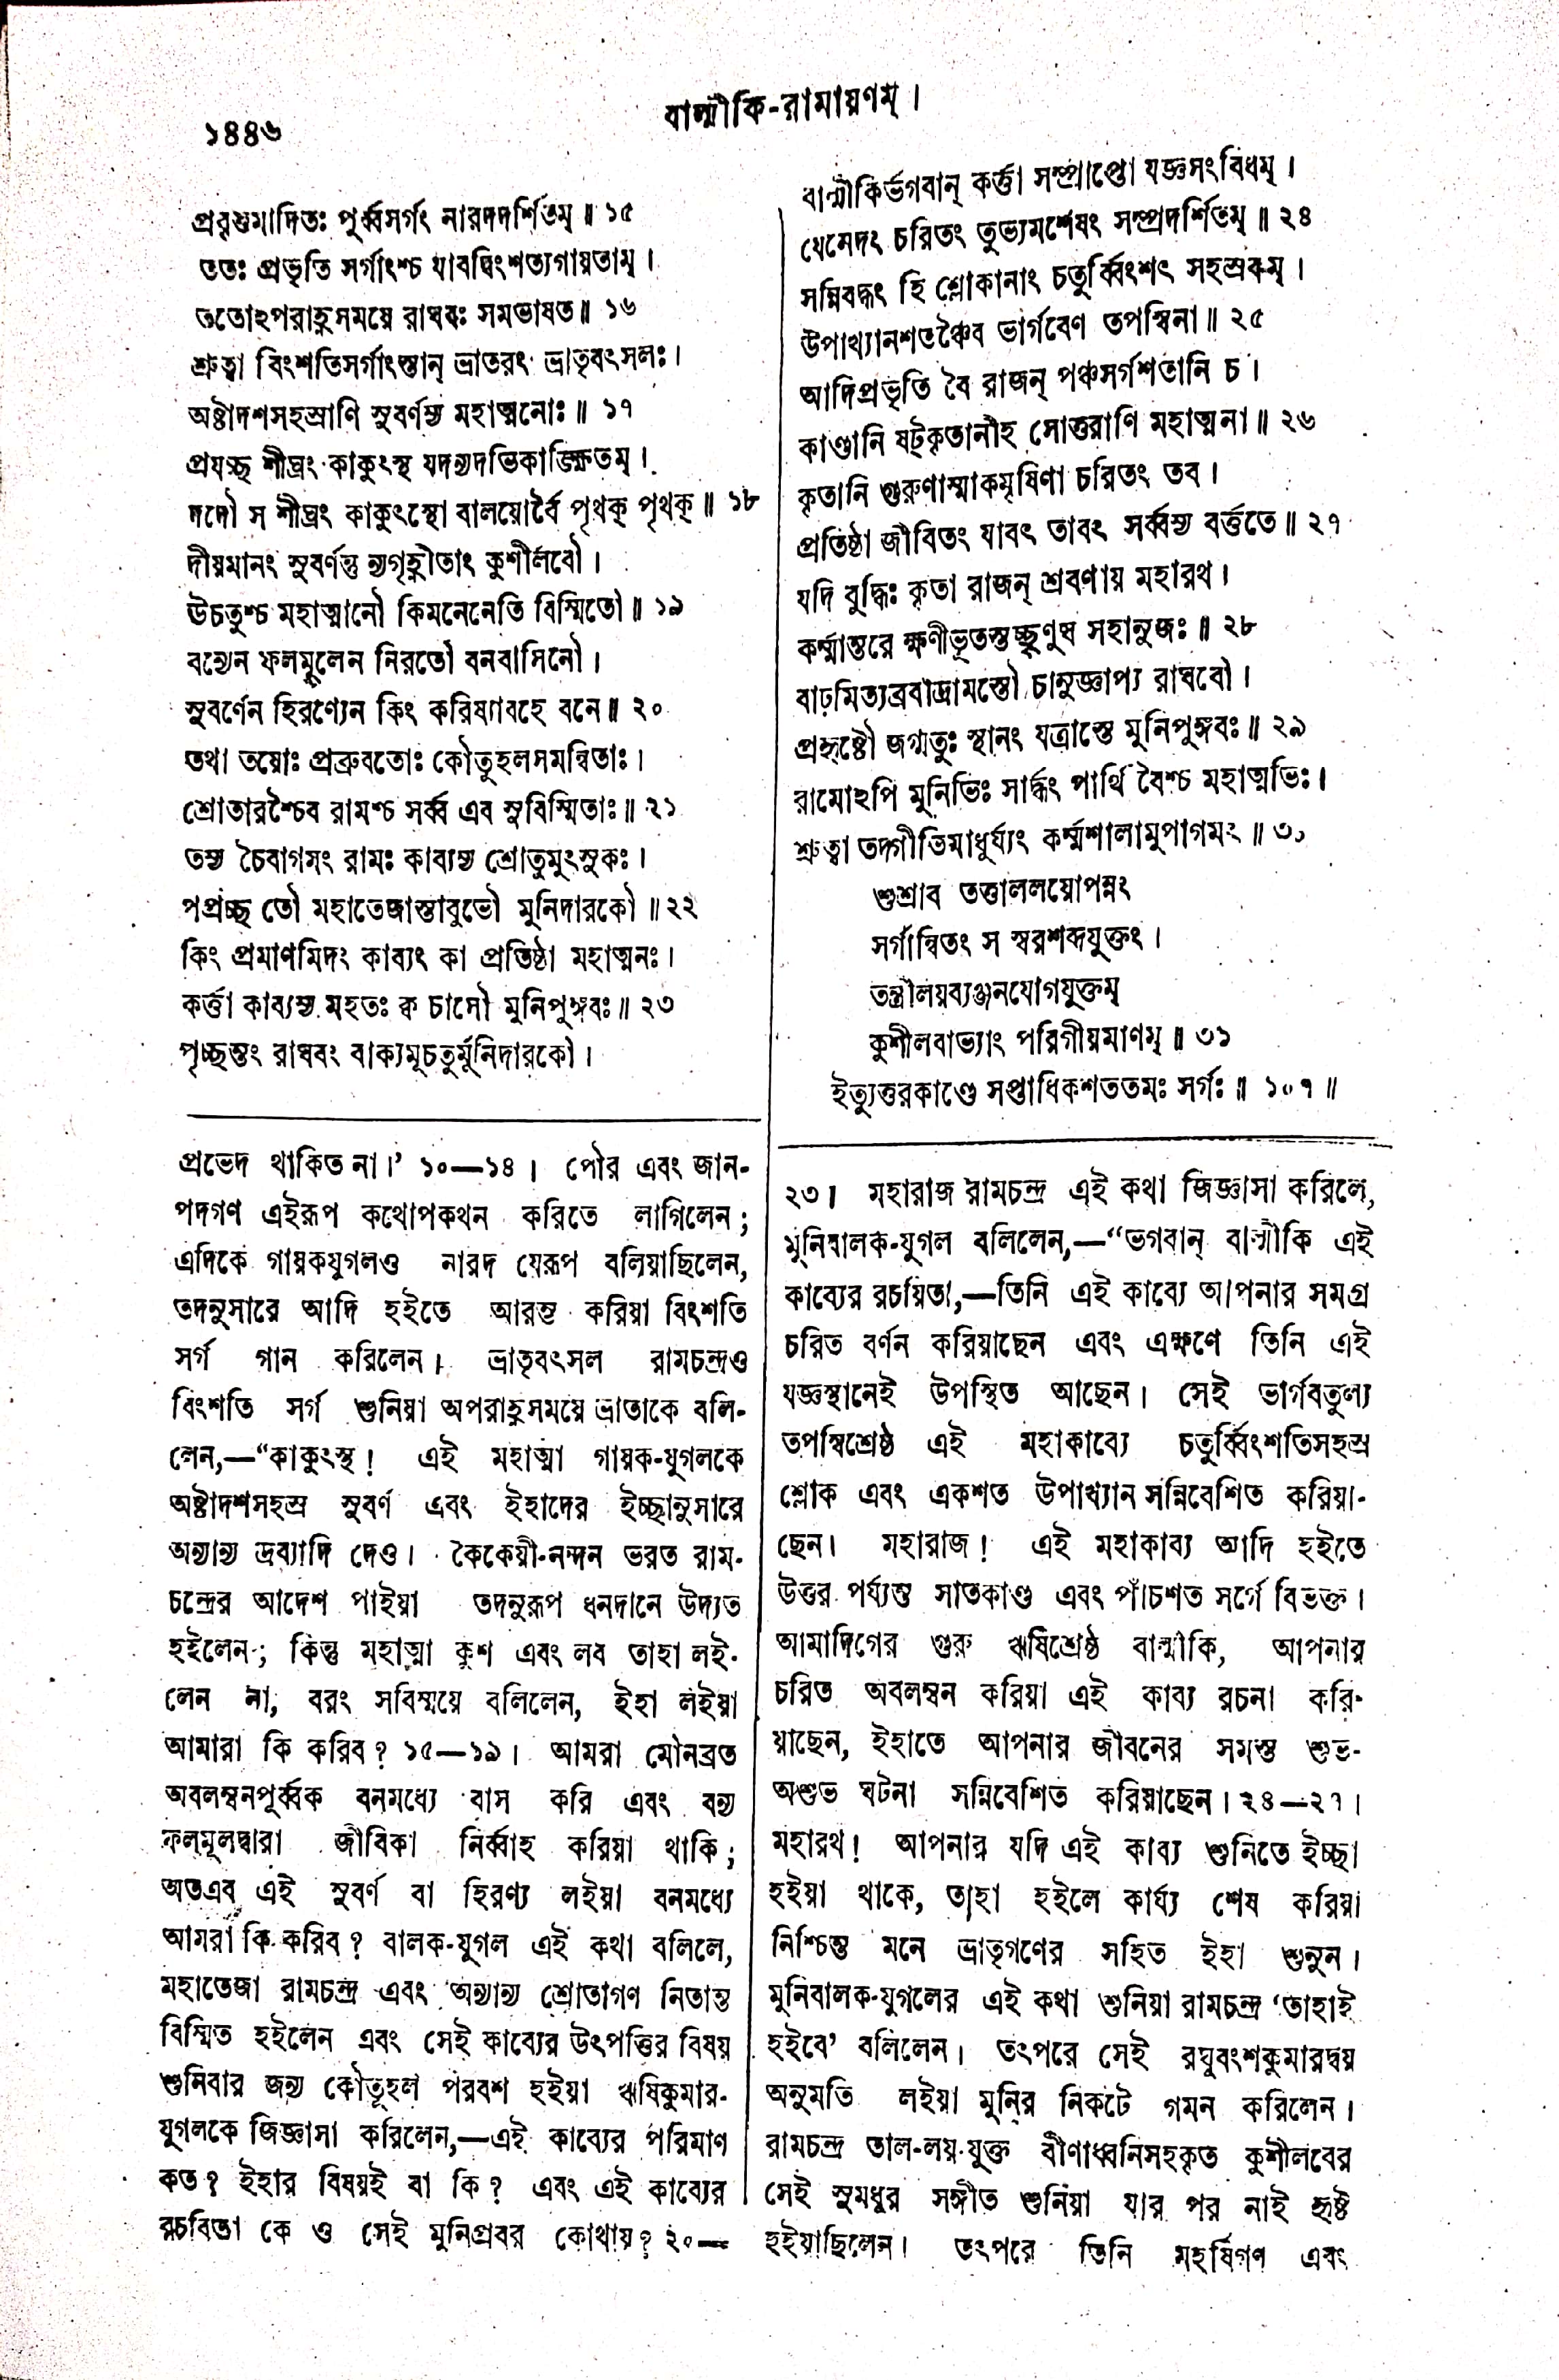 ১৪৪৬
বাল্মীকি-রামায়ণম্।
প্রবৃত্তমাদিতঃ পূর্ব্বসর্গং নারদদর্শিতম্॥ ১৫
ততঃ প্রভৃতি সর্গাংশ্চ যাবদ্বিংশত্যগায়তাম্।
ততোঽপরাহ্ণসময়ে রাঘবঃ সমভাষত॥ ১৬
শ্রুত্বা বিংশতিসর্গাংস্তান্ ভ্রাতরং ভ্রাতৃবৎসলঃ।
অষ্টাদশসহস্রাণি সুবর্ণস্য মহাত্মনোঃ॥ ১৭
প্রযচ্ছ শীঘ্রং কাকুৎস্থ যদন্যদভিকাঙ্ক্ষিতম্।
দদৌ স শীঘ্রং কাকুৎস্থো বালয়োর্বৈ পৃথক্ পৃথক্॥ ১৮
দীয়মানং সুবর্ণন্তু ন্যগৃহ্ণীতাং কুশীলবৌ।
ঊচতুশ্চ মহাত্মানৌ কিমনেনেতি বিস্মিতৌ॥ ১৯
বন্যেন ফলমূলেন নিরতৌ বনবাসিনৌ।
সুবর্ণেন হিরণ্যেন কিং করিষ্যাবহে বনে॥ ২০
তথা তয়োঃ প্রব্রুবতোঃ কৌতুহলসমন্বিতাঃ।
শ্রোতারশ্চৈব রামশ্চ সর্ব্ব এব সুবিস্মিতাঃ॥ ২১
তস্য চৈবাগমং রামঃ কাব্যস্য শ্রোতুমুৎসুকঃ।
পপ্রচ্ছ তৌ মহাতেজাস্তাবুভৌ মুনিদারকৌ॥ ২২
কিং প্রমাণমিদং কাব্যং কা প্রতিষ্ঠা মহাত্মনঃ।
কর্ত্তা কাব্যস্য মহতঃ ক্ব চাসৌ মুনিপুঙ্গবঃ॥ ২৩
পৃচ্ছন্তং রাঘবং বাক্যমূচতুর্মুনিদারকৌ।
বাল্মীকির্ভগবান্ কর্ত্তা সম্প্রাপ্তো যজ্ঞসংবিধম্।
যেনেদং চরিতং তুভ্যমশেষং সম্প্রদর্শিতম্॥ ২৪
সন্নিবদ্ধং হি শ্লোকানাং চতুর্ব্বিংশৎ সহস্রকম্।
উপাখ্যানশতঞ্চৈব ভার্গবেণ তপস্বিনা॥ ২৫
আদিপ্রভৃতি বৈ রাজন্ পঞ্চসর্গশতানি চ।
কাণ্ডানি ষট্কৃতানীহ সোত্তরাণি মহাত্মনা॥ ২৬
কৃতানি গুরুণাস্মাকমৃষিণা চরিতং তব।
প্রতিষ্ঠা জীবিতং যাবৎ তাবৎ সর্ব্বস্য বর্ত্ততে॥ ২৭
যদি বুদ্ধিঃ কৃতা রাজন্ শ্রবণায় মহারথ।
কর্ম্মান্তরে ক্ষণীভূতস্তচ্ছৃণুষ্ব সহানুজঃ॥ ২৮
বাঢ়মিত্যব্রবীদ্রামস্তৌ চানুজ্ঞাপ্য রাঘবৌ।
প্রহৃষ্টৌ জগ্মতুঃ স্থানং যত্রাস্তে মুনিপুঙ্গবঃ॥ ২৯
রামোঽপি মুনিভিঃ সার্দ্ধং পার্থিবৈশ্চ মহাত্মভিঃ।
শ্রুত্বা তদ্গীতিমাধুর্য্যং কর্ম্মশালামুপাগমৎ॥ ৩০
শুশ্রাব তত্তাললয়োপপন্নং
সর্গান্বিতং স স্বরশব্দযুক্তং।
তন্ত্রীলয়ব্যঞ্জনযোগযুক্তম্
কুশীলবাভ্যাং পরিগীয়মাণম্॥ ৩১
ইত্যুত্তরকাণ্ডে সপ্তাধিকশততমঃ সর্গঃ॥ ১০৭॥
প্রভেদ থাকিত না।’ ১০—১৪। পৌর এবং জান-
পদগণ এইরূপ কথোপকথন করিতে লাগিলেন;
এদিকে গায়কযুগলও নারদ যেরূপ বলিয়াছিলেন,
তদনুসারে আদি হইতে আরম্ভ করিয়া বিংশতি
সর্গ গান করিলেন। ভ্রাতৃবৎসল রামচন্দ্রও
বিংশতি সর্গ শুনিয়া অপরাহ্ণসময়ে ভ্রাতাকে বলি-
লেন,—“কাকুৎস্থ! এই মহাত্মা গায়ক-যুগলকে
অষ্টাদশসহস্র সুবর্ণ এবং ইহাদের ইচ্ছানুসারে
অন্যান্য দ্রব্যাদি দেও। কৈকেয়ী-নন্দন ভরত রাম-
চন্দ্রের আদেশ পাইয়া তদনুরূপ ধনদানে উদ্যত
হইলেন; কিন্তু মহাত্মা কুশ এবং লব তাহা লই-
লেন না, বরং সবিস্ময়ে বলিলেন, ইহা লইয়া
আমারা কি করিব? ১৫—১৯। আমরা মৌনব্রত
অবলম্বনপূর্ব্বক বনমধ্যে বাস করি এবং বন্য
ফলমূলদ্বারা জীবিকা নির্ব্বাহ করিয়া থাকি;
অতএব এই সুবর্ণ বা হিরণ্য লইয়া বনমধ্যে
আমরা কি করিব? বালক-যুগল এই কথা বলিলে,
মহাতেজা রামচন্দ্র এবং অন্যান্য শ্রোতাগণ নিতান্ত
বিস্মিত হইলেন এবং সেই কাব্যের উৎপত্তির বিষয়
শুনিবার জন্য কৌতূহল পরবশ হইয়া ঋষিকুমার-
যুগলকে জিজ্ঞাসা করিলেন,—এই কাব্যের পরিমাণ
কত? ইহার বিষয়ই বা কি? এবং এই কাব্যের
রচবিতা কে ও সেই মুনিপ্রবর কোথায়? ২০—
২৩। মহারাজ রামচন্দ্র এই কথা জিজ্ঞাসা করিলে,
মুনিবালক-যুগল বলিলেন,—“ভগবান্ বাল্মীকি এই
কাব্যের রচয়িতা,—তিনি এই কাব্যে আপনার সমগ্র
চরিত বর্ণন করিয়াছেন এবং এক্ষণে তিনি এই
যজ্ঞস্থানেই উপস্থিত আছেন। সেই ভার্গবতুল্য
তপস্বিশ্রেষ্ঠ এই মহাকাব্যে চতুর্ব্বিংশতিসহস্র
শ্লোক এবং একশত উপাখ্যান সন্নিবেশিত করিয়া-
ছেন। মহারাজ! এই মহাকাব্য আদি হইতে
উত্তর পর্য্যন্ত সাতকাণ্ড এবং পাঁচশত সর্গে বিভক্ত।
আমাদিগের গুরু ঋষিশ্রেষ্ঠ বাল্মীকি, আপনার
চরিত অবলম্বন করিয়া এই কাব্য রচনা করি-
য়াছেন, ইহাতে আপনার জীবনের সমস্ত শুভ-
অশুভ ঘটনা সন্নিবেশিত করিয়াছেন। ২৪—২৭।
মহারথ! আপনার যদি এই কাব্য শুনিতে ইচ্ছা
হইয়া থাকে, তাহা হইলে কার্য্য শেষ করিয়া
নিশ্চিন্ত মনে ভ্রাতৃগণের সহিত ইহা শুনুন।
মুনিবালক-যুগলের এই কথা শুনিয়া রামচন্দ্র ‘তাহাই
হইবে’ বলিলেন। তৎপরে সেই রঘুবংশকুমারদ্বয়
অনুমতি লইয়া মুনির নিকটে গমন করিলেন।
রামচন্দ্র তাল-লয়-যুক্ত বীণাধ্বনিসহকৃত কুশীলবের
সেই সুমধুর সঙ্গীত শুনিয়া যার পর নাই হৃষ্ট
হইয়াছিলেন। তৎপরে তিনি মহর্ষিগণ এবং